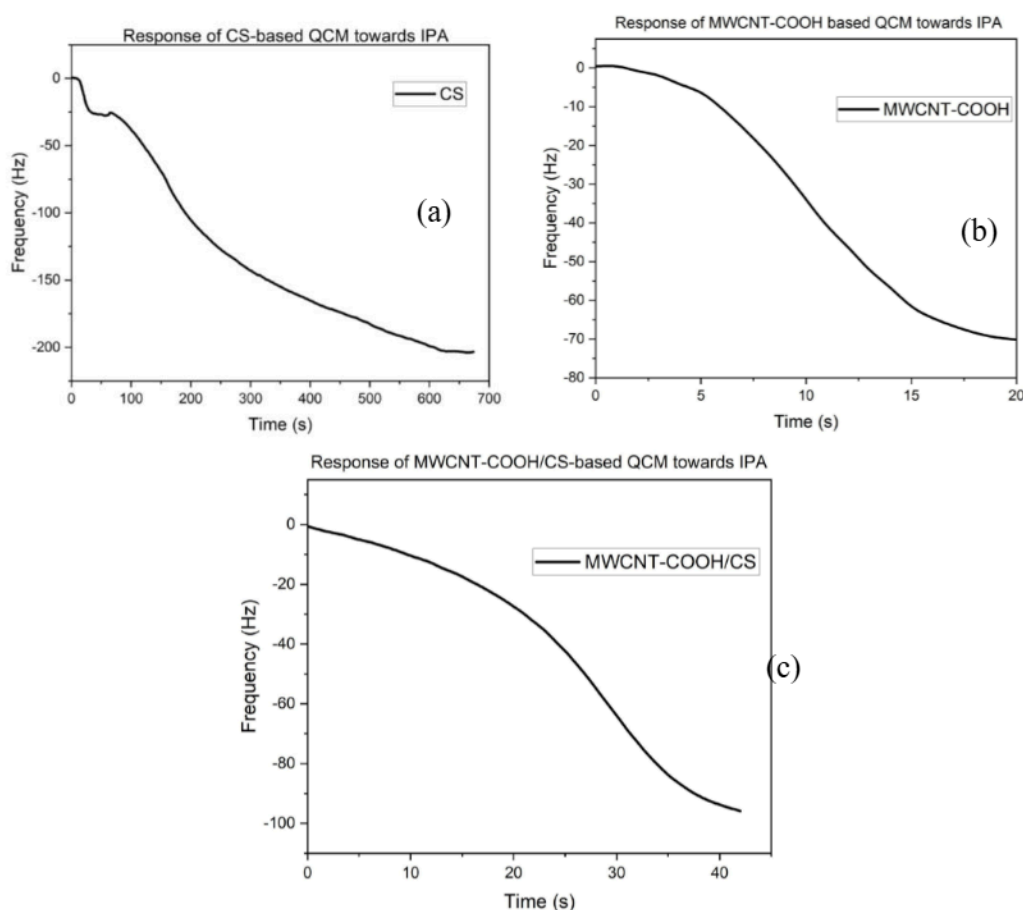 Response of CS-based QCM towards IPA
CS
0
-50
-100
-150
-200
Frequency (Hz)
(a)
0 100 200 300 400 500 600 700
Time (s)
Response of MWCNT-COOH based QCM towards IPA
MWCNT-COOH
0
-10
-20
-30
-40
-50
-60
-70
-80
Frequency (Hz)
(b)
0 5 10 15 20
Time (s)
Response of MWCNT-COOH/CS-based QCM towards IPA
MWCNT-COOH/CS
0
-20
-40
-60
-80
-100
Frequency (Hz)
(c)
0 10 20 30 40
Time (s)